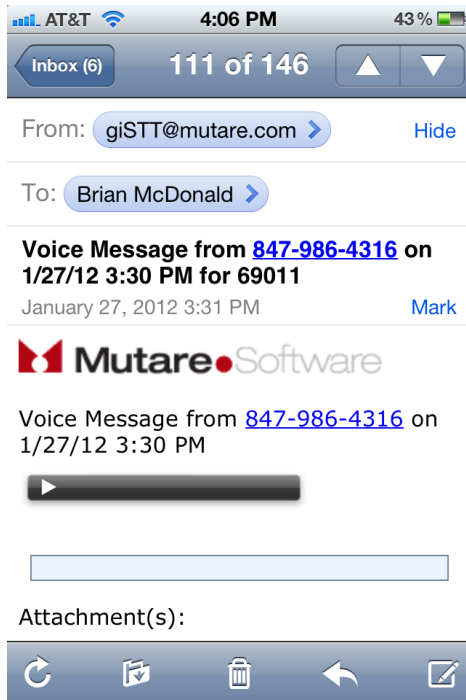 AT&T 4:06 PM 43%
Inbox (6) 111 of 146
From: giSTT@mutare.com Hide
To: Brian McDonald
Voice Message from 847-986-4316 on
1/27/12 3:30 PM for 69011
January 27, 2012 3:31 PM Mark
Mutare Software
Voice Message from 847-986-4316 on
1/27/12 3:30 PM
Attachment(s):